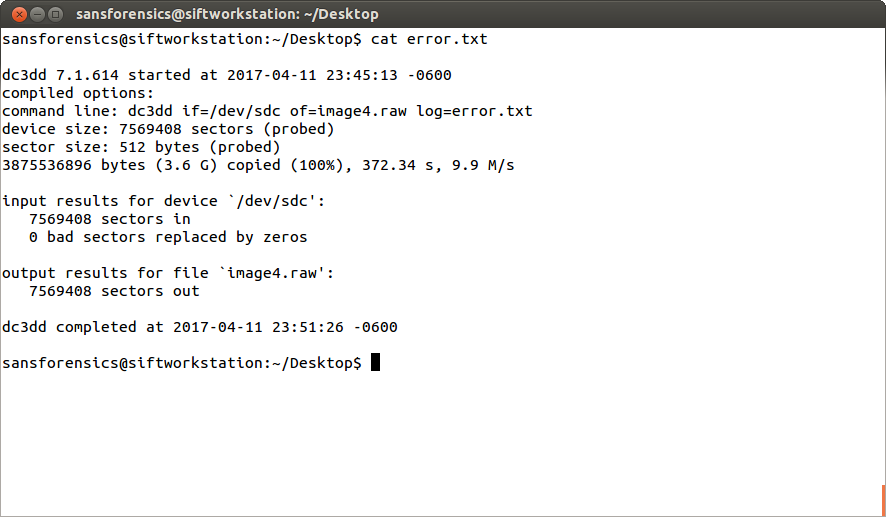 sansforensics@siftworkstation: ~/Desktop
sansforensics@siftworkstation:~/Desktop$ cat error.txt
dc3dd 7.1.614 started at 2017-04-11 23:45:13 -0600
compiled options:
command line: dc3dd if=/dev/sdc of=image4.raw log=error.txt
device size: 7569408 sectors (probed)
sector size: 512 bytes (probed)
3875536896 bytes (3.6 G) copied (100%), 372.34 s, 9.9 M/s
input results for device `/dev/sdc':
7569408 sectors in
0 bad sectors replaced by zeros
output results for file `image4.raw':
7569408 sectors out
dc3dd completed at 2017-04-11 23:51:26 -0600
sansforensics@siftworkstation:~/Desktop$